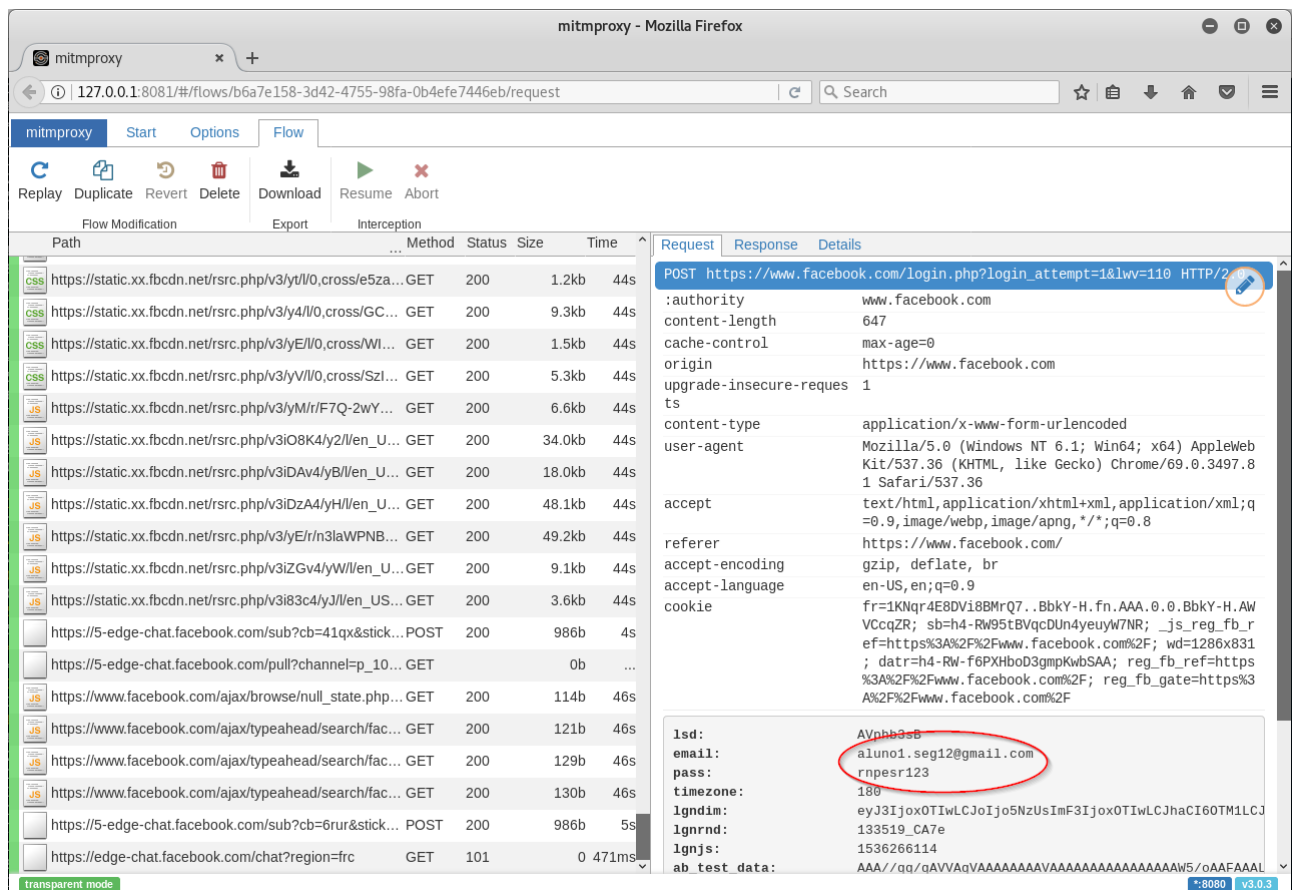 mitmproxy - Mozilla Firefox
mitmproxy
127.0.0.1:8081/#/flows/b6a7e158-3d42-4755-98fa-0b4efe7446eb/request
Search
mitmproxy Start Options Flow
Replay Duplicate Revert Delete Download Resume Abort
Flow Modification Export Interception
Path ... Method Status Size Time
https://static.xx.fbcdn.net/rsrc.php/v3/yt/l/0,cross/e5za... GET 200 1.2kb 44s
https://static.xx.fbcdn.net/rsrc.php/v3/y4/l/0,cross/GC... GET 200 9.3kb 44s
https://static.xx.fbcdn.net/rsrc.php/v3/yE/l/0,cross/WI... GET 200 1.5kb 44s
https://static.xx.fbcdn.net/rsrc.php/v3/yV/l/0,cross/SzI... GET 200 5.3kb 44s
https://static.xx.fbcdn.net/rsrc.php/v3/yM/r/F7Q-2wY... GET 200 6.6kb 44s
https://static.xx.fbcdn.net/rsrc.php/v3iO8K4/y2/l/en_U... GET 200 34.0kb 44s
https://static.xx.fbcdn.net/rsrc.php/v3iDAv4/yB/l/en_U... GET 200 18.0kb 44s
https://static.xx.fbcdn.net/rsrc.php/v3iDzA4/yH/l/en_U... GET 200 48.1kb 44s
https://static.xx.fbcdn.net/rsrc.php/v3/yE/r/n3laWPNB... GET 200 49.2kb 44s
https://static.xx.fbcdn.net/rsrc.php/v3iZGv4/yW/l/en_U... GET 200 9.1kb 44s
https://static.xx.fbcdn.net/rsrc.php/v3i83c4/yJ/l/en_US... GET 200 3.6kb 44s
https://5-edge-chat.facebook.com/sub?cb=41qx&stick... POST 200 986b 4s
https://5-edge-chat.facebook.com/pull?channel=p_10... GET 0b ...
https://www.facebook.com/ajax/browse/null_state.php... GET 200 114b 46s
https://www.facebook.com/ajax/typeahead/search/fac... GET 200 121b 46s
https://www.facebook.com/ajax/typeahead/search/fac... GET 200 129b 46s
https://www.facebook.com/ajax/typeahead/search/fac... GET 200 130b 46s
https://5-edge-chat.facebook.com/sub?cb=6rur&stick... POST 200 986b 5s
https://edge-chat.facebook.com/chat?region=frc GET 101 0 471ms
Request Response Details
POST https://www.facebook.com/login.php?login_attempt=1&lwv=110 HTTP/2.0
:authority www.facebook.com
content-length 647
cache-control max-age=0
origin https://www.facebook.com
upgrade-insecure-reques 1
ts
content-type application/x-www-form-urlencoded
user-agent Mozilla/5.0 (Windows NT 6.1; Win64; x64) AppleWeb
Kit/537.36 (KHTML, like Gecko) Chrome/69.0.3497.8
1 Safari/537.36
accept text/html,application/xhtml+xml,application/xml;q
=0.9,image/webp,image/apng,*/*;q=0.8
referer https://www.facebook.com/
accept-encoding gzip, deflate, br
accept-language en-US,en;q=0.9
cookie fr=1KNqr4E8DVi8BMrQ7..BbkY-H.fn.AAA.0.0.BbkY-H.AW
VCcqZR; sb=h4-RW95tBVqcDUn4yeuyW7NR; _js_reg_fb_r
ef=https%3A%2F%2Fwww.facebook.com%2F; wd=1286x831
; datr=h4-RW-f6PXHboD3gmpKwbSAA; reg_fb_ref=https
%3A%2F%2Fwww.facebook.com%2F; reg_fb_gate=https%3
A%2F%2Fwww.facebook.com%2F
lsd: AVphb3sB
email: aluno1.seg12@gmail.com
pass: rnpesr123
timezone: 180
lgndim: eyJ3IjoxOTIwLCJoIjo5NzUsImF3IjoxOTIwLCJhaCI6OTM1LCJ
lgnrnd: 133519_CA7e
lgnjs: 1536266114
ab_test_data:
transparent mode
*:8080 v3.0.3